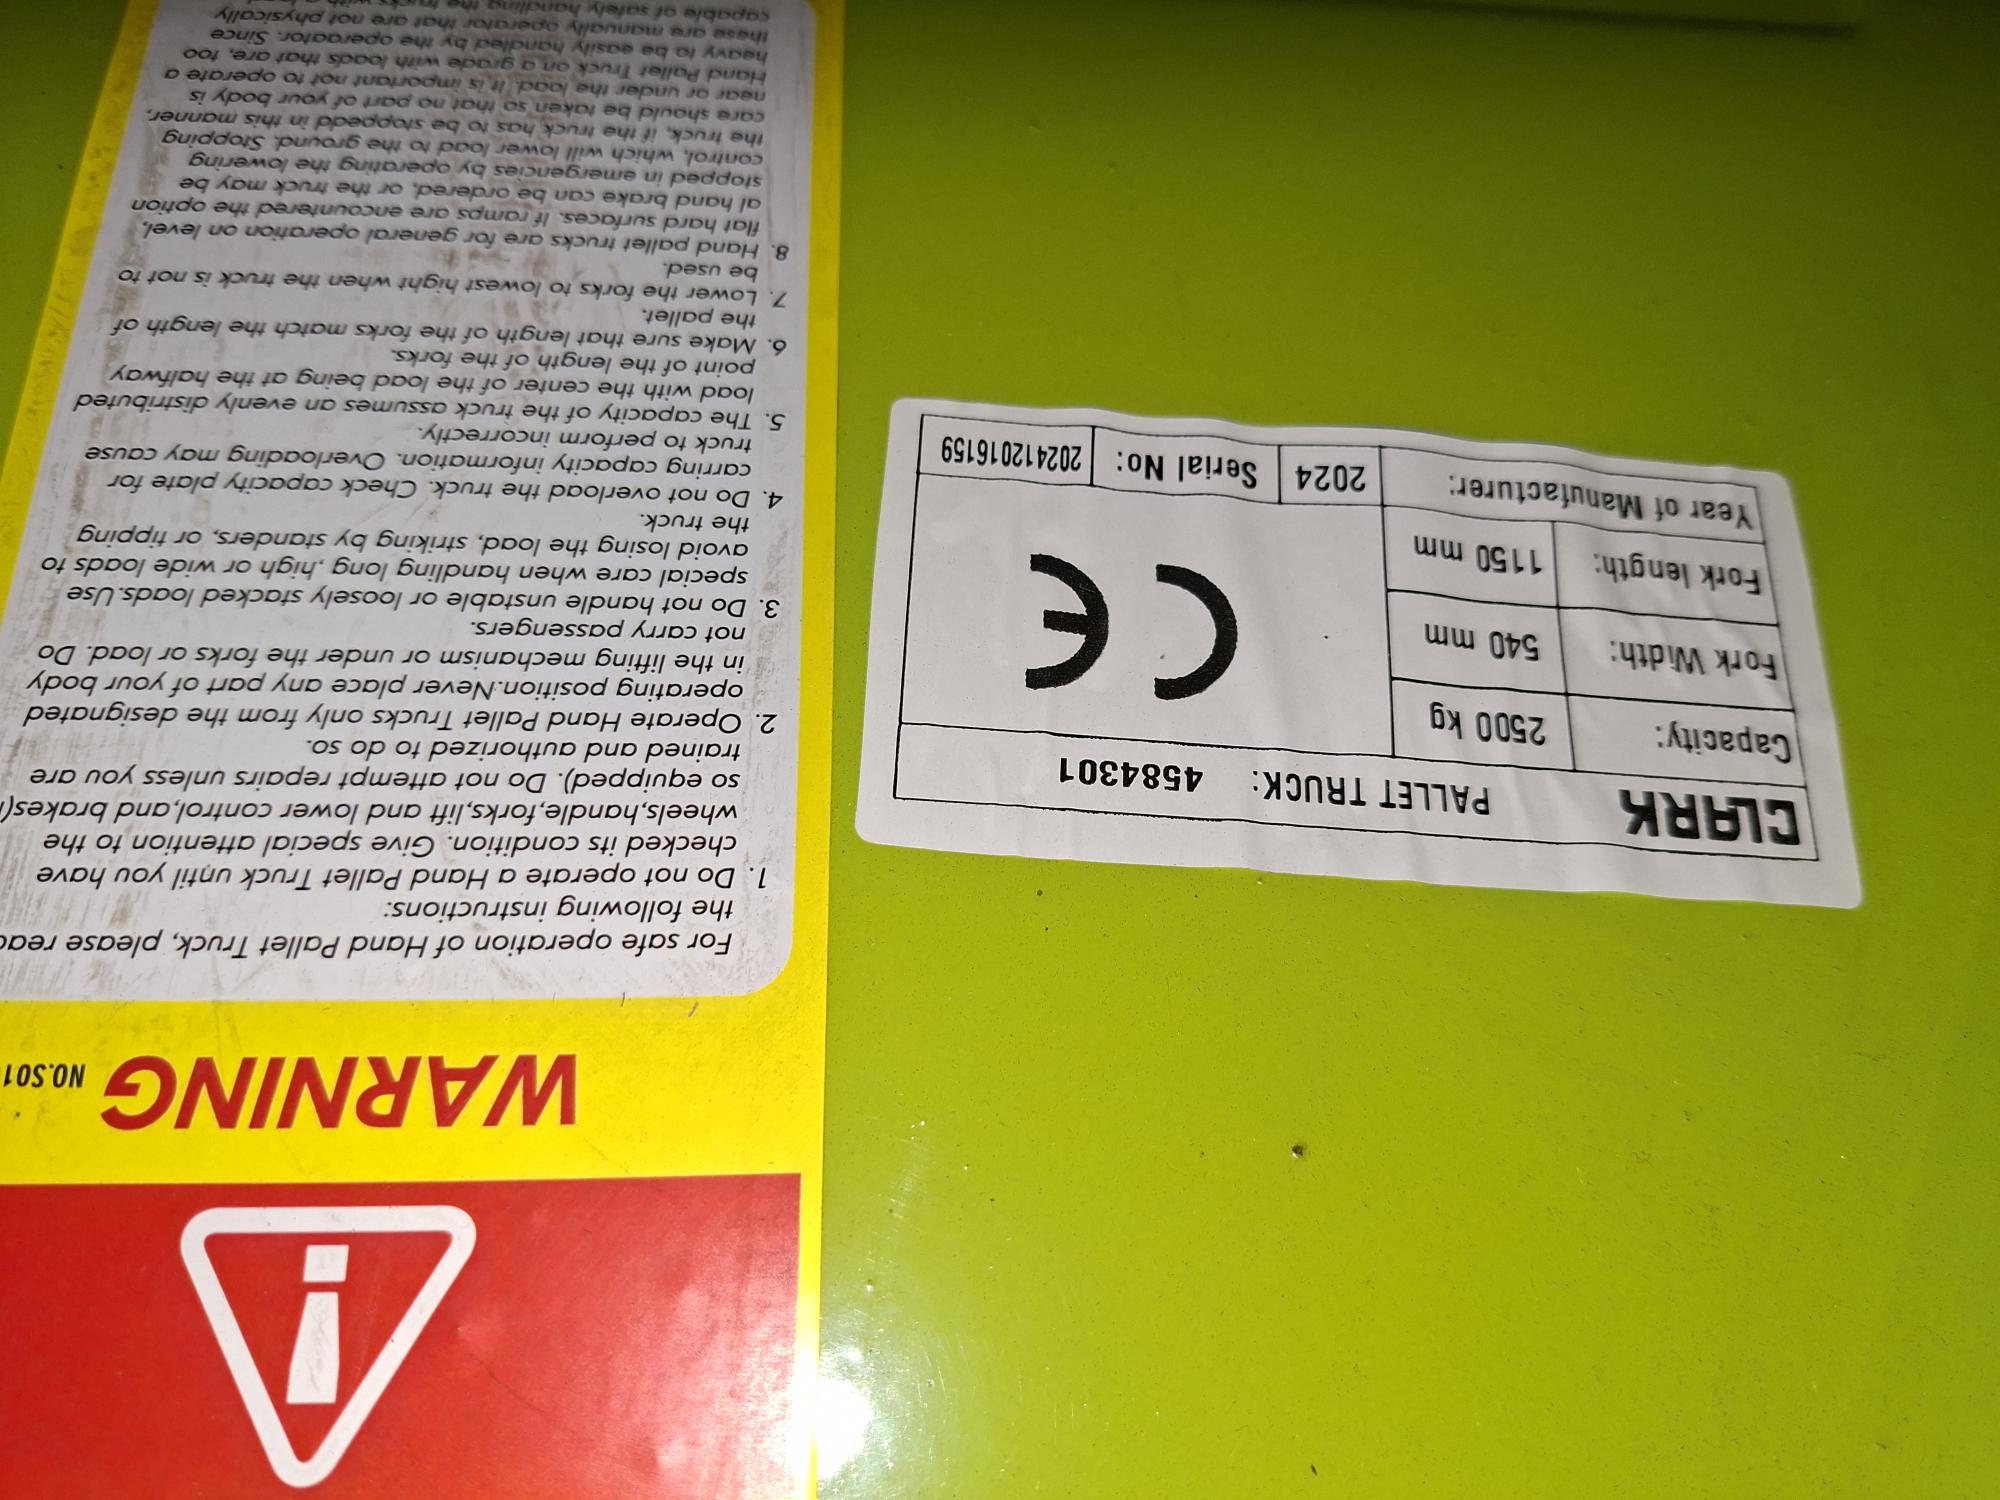 CLARK PALLET TRUCK: 4584301
Capacity: 2500 kg
Fork Width: 540 mm
Fork length: 1150 mm
CE
Year of Manufacturer: 2024 Serial No: 202412016159
WARNING NO.S01
For safe operation of Hand Pallet Truck, please read
the following instructions:
1. Do not operate a Hand Pallet Truck until you have
checked its condition. Give special attention to the
wheels,handle,forks,lift and lower control,and brakes(
so equipped). Do not attempt repairs unless you are
trained and authorized to do so.
2. Operate Hand Pallet Trucks only from the designated
operating position.Never place any part of your body
in the lifting mechanism or under the forks or load. Do
not carry passengers.
3. Do not handle unstable or loosely stacked loads.Use
special care when handling long ,high or wide loads to
avoid losing the load, striking by standers, or tipping
the truck.
4. Do not overload the truck. Check capacity plate for
carring capacity information. Overloading may cause
truck to perform incorrectly.
5. The capacity of the truck assumes an evenly distributed
load with the center of the load being at the halfway
point of the length of the forks.
6. Make sure that length of the forks match the length of
the pallet.
7. Lower the forks to lowest hight when the truck is not to
be used.
8. Hand pallet trucks are for general operation on level,
flat hard surfaces. If ramps are encountered the option
al hand brake can be ordered, or the truck may be
stopped in emergencies by operating the lowering
control, which will lower load to the ground. Stopping
the truck, if the truck has to be stoppedd in this manner,
care should be taken so that no part of your body is
near or under the load. It is important not to operate a
Hand Pallet Truck on a grade with loads that are, too
heavy to be easily handled by the operator. Since
these are manually operator that are not physically
capable of safely handling the trucks with a